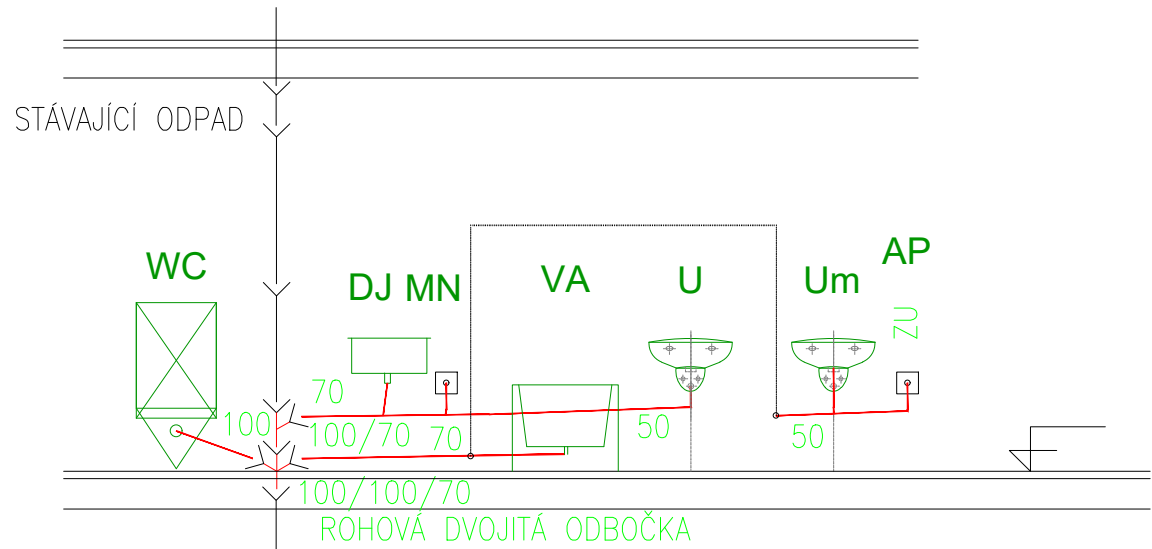 STÁVAJÍCÍ ODPAD
WC
DJ MN
VA
U
Um
AP
ZU
70
100
100/70
70
50
50
100/100/70
ROHOVÁ DVOJITÁ ODBOČKA